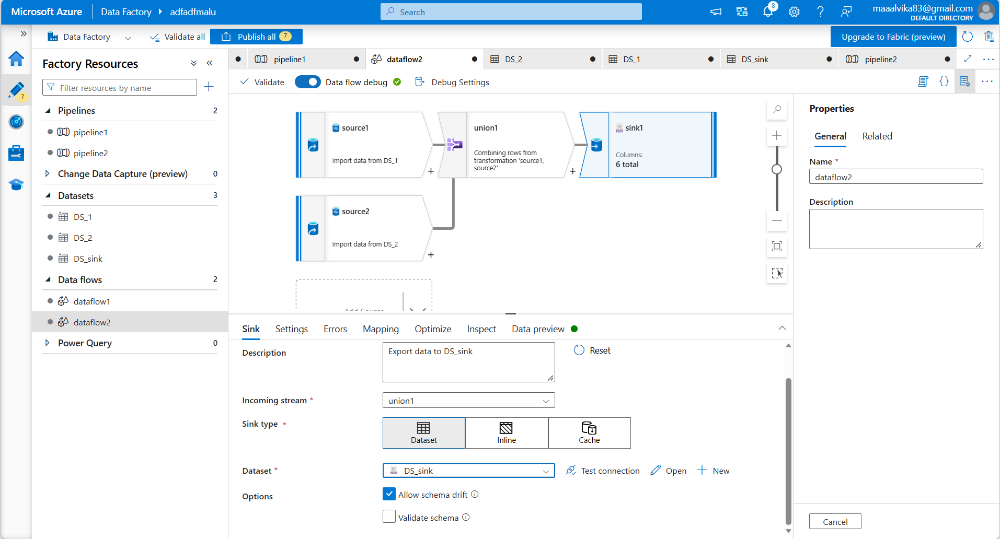 Microsoft Azure
Data Factory
adfadfmalu
Search
8
maaalvika83@gmail.com
DEFAULT DIRECTORY
Data Factory
Validate all
Publish all 7
Upgrade to Fabric (preview)
7
Factory Resources
Filter resources by name
Pipelines 2
pipeline1
pipeline2
Change Data Capture (preview) 0
Datasets 3
DS_1
DS_2
DS_sink
Data flows 2
dataflow1
dataflow2
Power Query 0
pipeline1
dataflow2
DS_2
DS_1
DS_sink
pipeline2
Validate
Data flow debug
Debug Settings
source1
Import data from DS_1
+
union1
Combining rows from
transformation 'source1,
source2'
+
sink1
Columns:
6 total
source2
Import data from DS_2
+
Add Source
Sink
Settings
Errors
Mapping
Optimize
Inspect
Data preview
Description
Export data to DS_sink
Reset
Incoming stream *
union1
Sink type *
Dataset
Inline
Cache
Dataset *
DS_sink
Test connection
Open
New
Options
Allow schema drift
Validate schema
Properties
General
Related
Name *
dataflow2
Description
Cancel